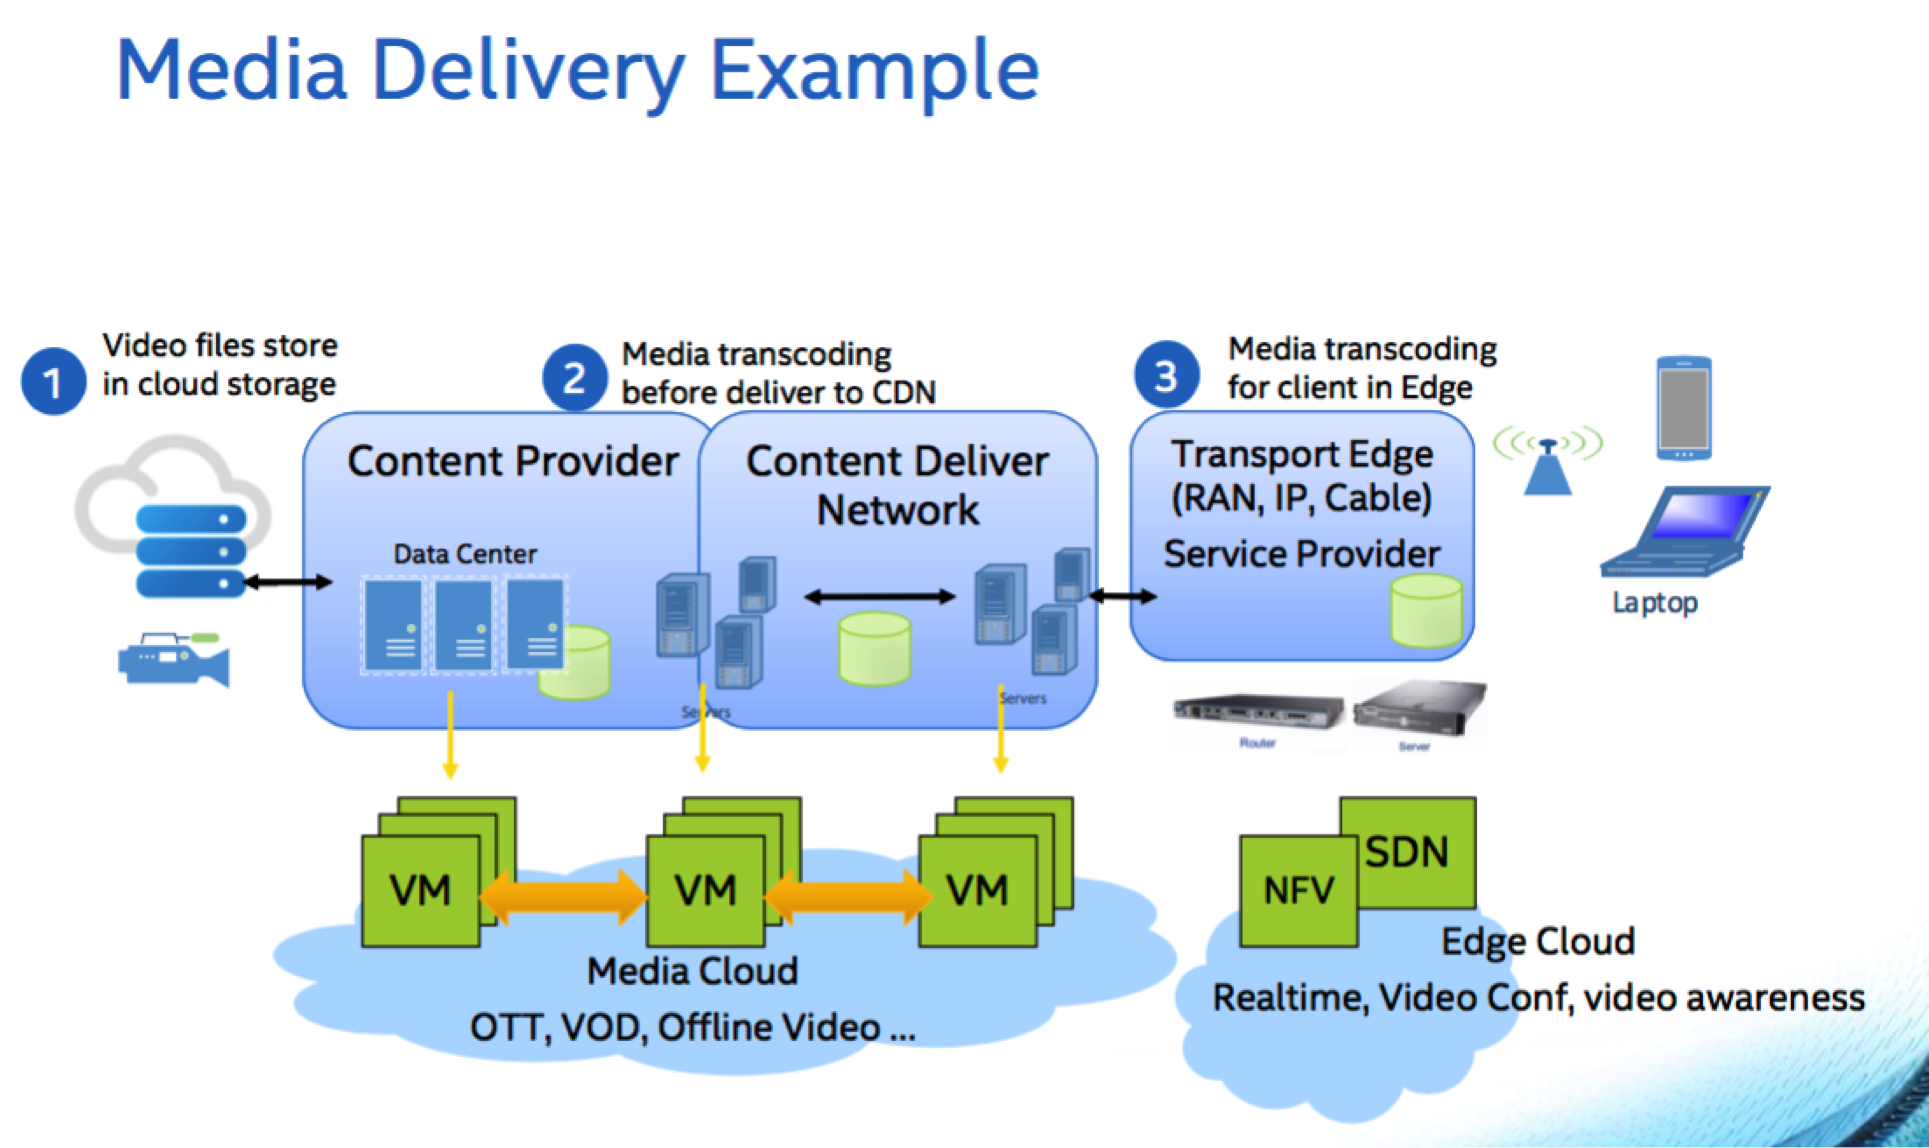 Media Delivery Example
1
Video files store
in cloud storage
2
Media transcoding
before deliver to CDN
3
Media transcoding
for client in Edge
Content Provider
Data Center
Servers
Content Deliver
Network
Servers
Transport Edge
(RAN, IP, Cable)
Service Provider
Laptop
Router
Server
VM
VM
VM
Media Cloud
OTT, VOD, Offline Video ...
SDN
NFV
Edge Cloud
Realtime, Video Conf, video awareness